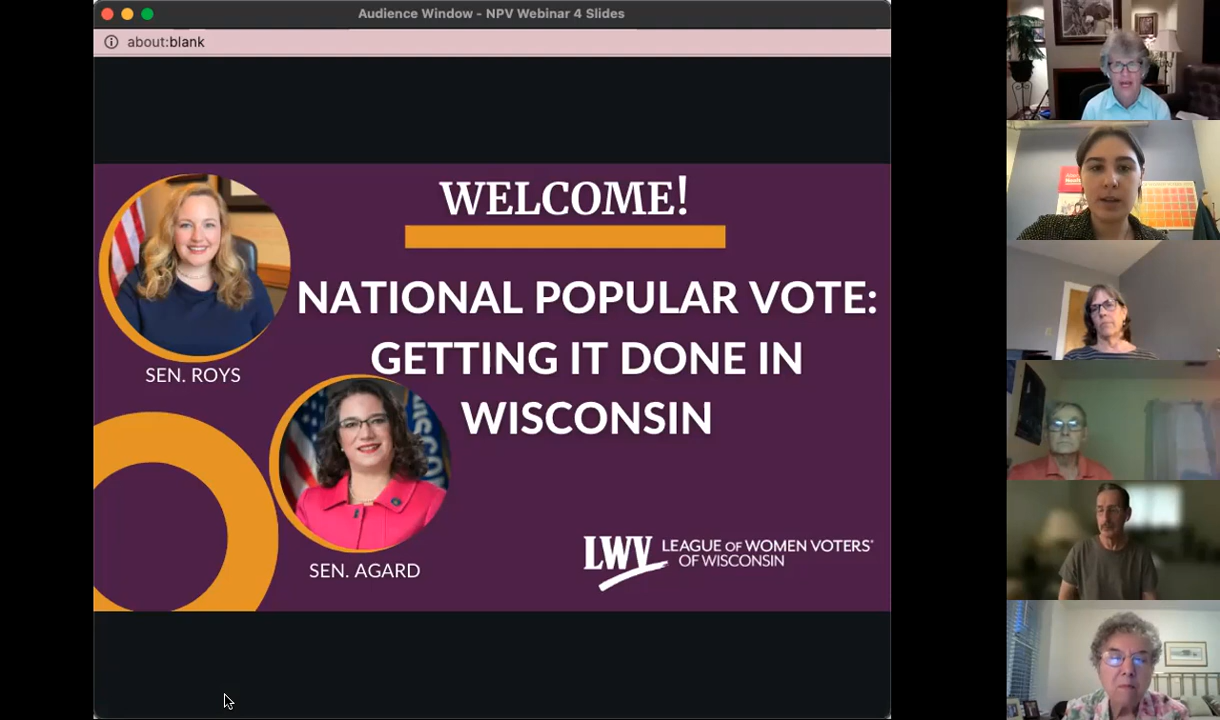 Audience Window - NPV Webinar 4 Slides
about:blank
WELCOME!
NATIONAL POPULAR VOTE:
GETTING IT DONE IN
WISCONSIN
SEN. ROYS
SEN. AGARD
LWV LEAGUE OF WOMEN VOTERS®
OF WISCONSIN